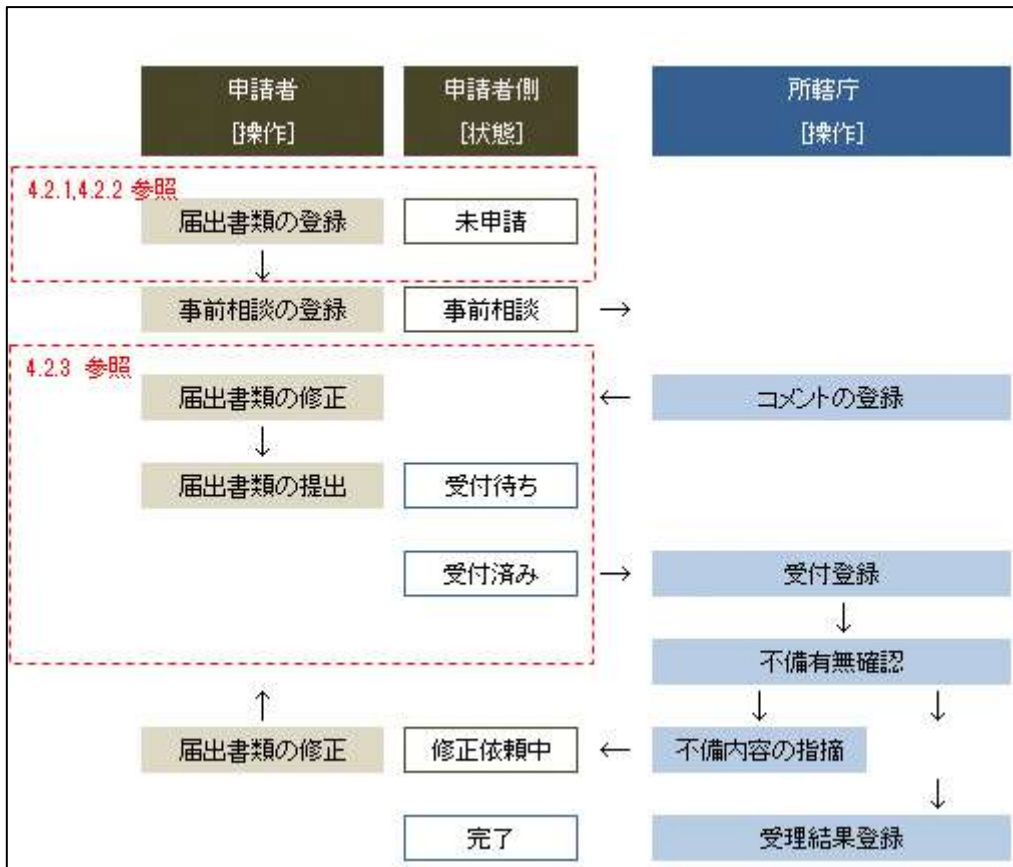 申請者
[操作]
申請者側
[状態]
所轄庁
[操作]
4.2.1,4.2.2 参照
届出書類の登録
未申請
↓
事前相談の登録
事前相談
→
4.2.3 参照
届出書類の修正
←
コメントの登録
↓
届出書類の提出
受付待ち
受付済み
→
受付登録
↓
不備有無確認
↑
↓
↓
届出書類の修正
修正依頼中
←
不備内容の指摘
↓
完了
受理結果登録